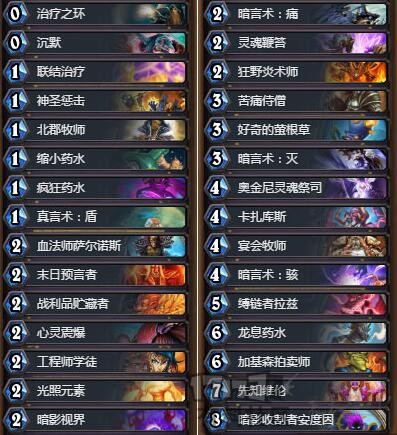 0 治疗之环
0 沉默
1 联结治疗
1 神圣惩击
1 北郡牧师
1 缩小药水
1 疯狂药水
1 真言术：盾
2 血法师萨尔诺斯
2 末日预言者
2 战利品贮藏者
2 心灵震爆
2 工程师学徒
2 光照元素
2 暗影视界
2 暗言术：痛
2 灵魂鞭笞
2 狂野炎术师
3 苦痛侍僧
3 好奇的萤根草
3 暗言术：灭
4 奥金尼灵魂祭司
4 卡扎库斯
4 宴会牧师
4 暗言术：骇
5 缚链者拉兹
6 龙息药水
6 加基森拍卖师
7 先知维伦
8 暗影收割者安度因